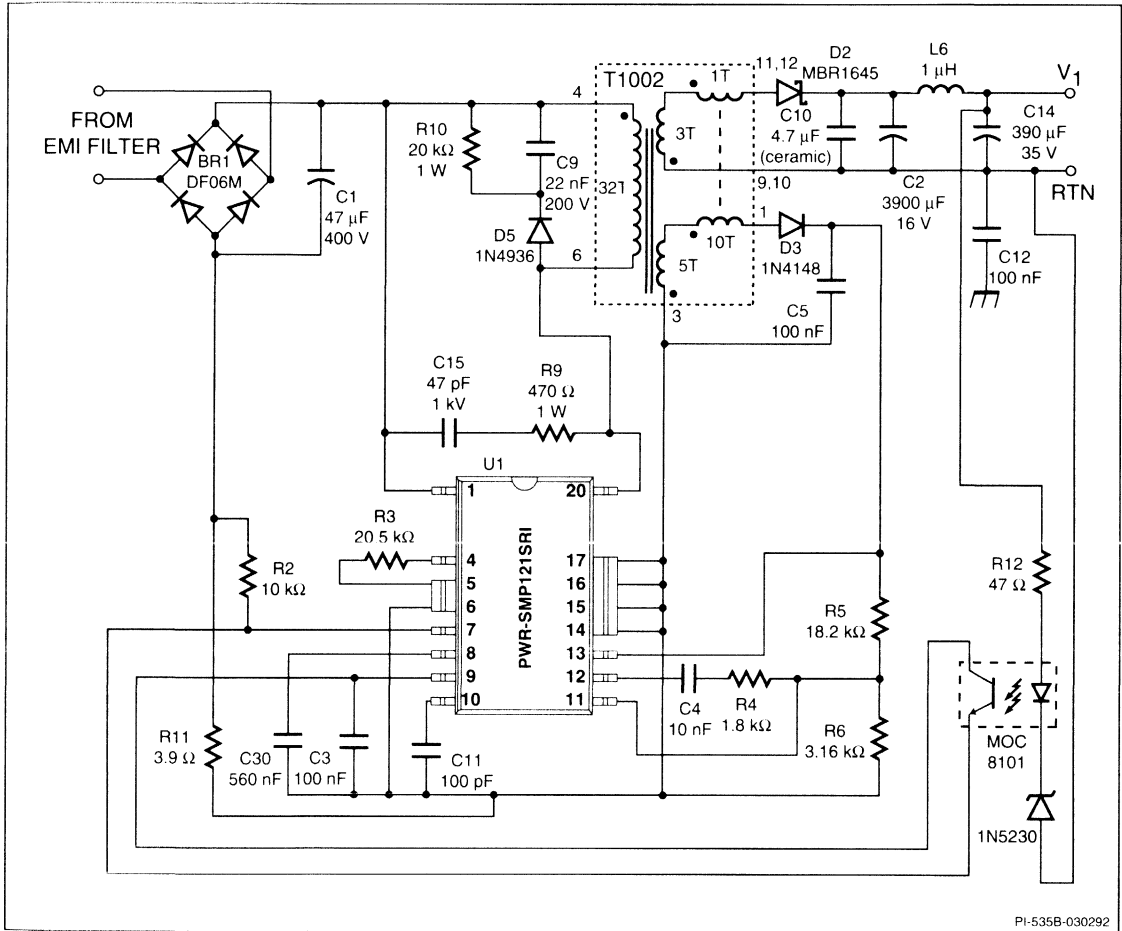 FROM
EMI FILTER
BR1
DF06M
C1
47 µF
400 V
R10
20 kΩ
1 W
C9
22 nF
200 V
D5
1N4936
T1002
4
32T
6
1T
3T
11,12
9,10
5T
10T
1
3
D2
MBR1645
C10
4.7 µF
(ceramic)
L6
1 µH
V1
C14
390 µF
35 V
RTN
C2
3900 µF
16 V
D3
1N4148
C5
100 nF
C12
100 nF
C15
47 pF
1 kV
R9
470 Ω
1 W
U1
PWR-SMP121SRI
1
4
5
6
7
8
9
10
20
17
16
15
14
13
12
11
R3
20.5 kΩ
R2
10 kΩ
R11
3.9 Ω
C30
560 nF
C3
100 nF
C11
100 pF
C4
10 nF
R4
1.8 kΩ
R5
18.2 kΩ
R6
3.16 kΩ
R12
47 Ω
MOC
8101
1N5230
PI-535B-030292